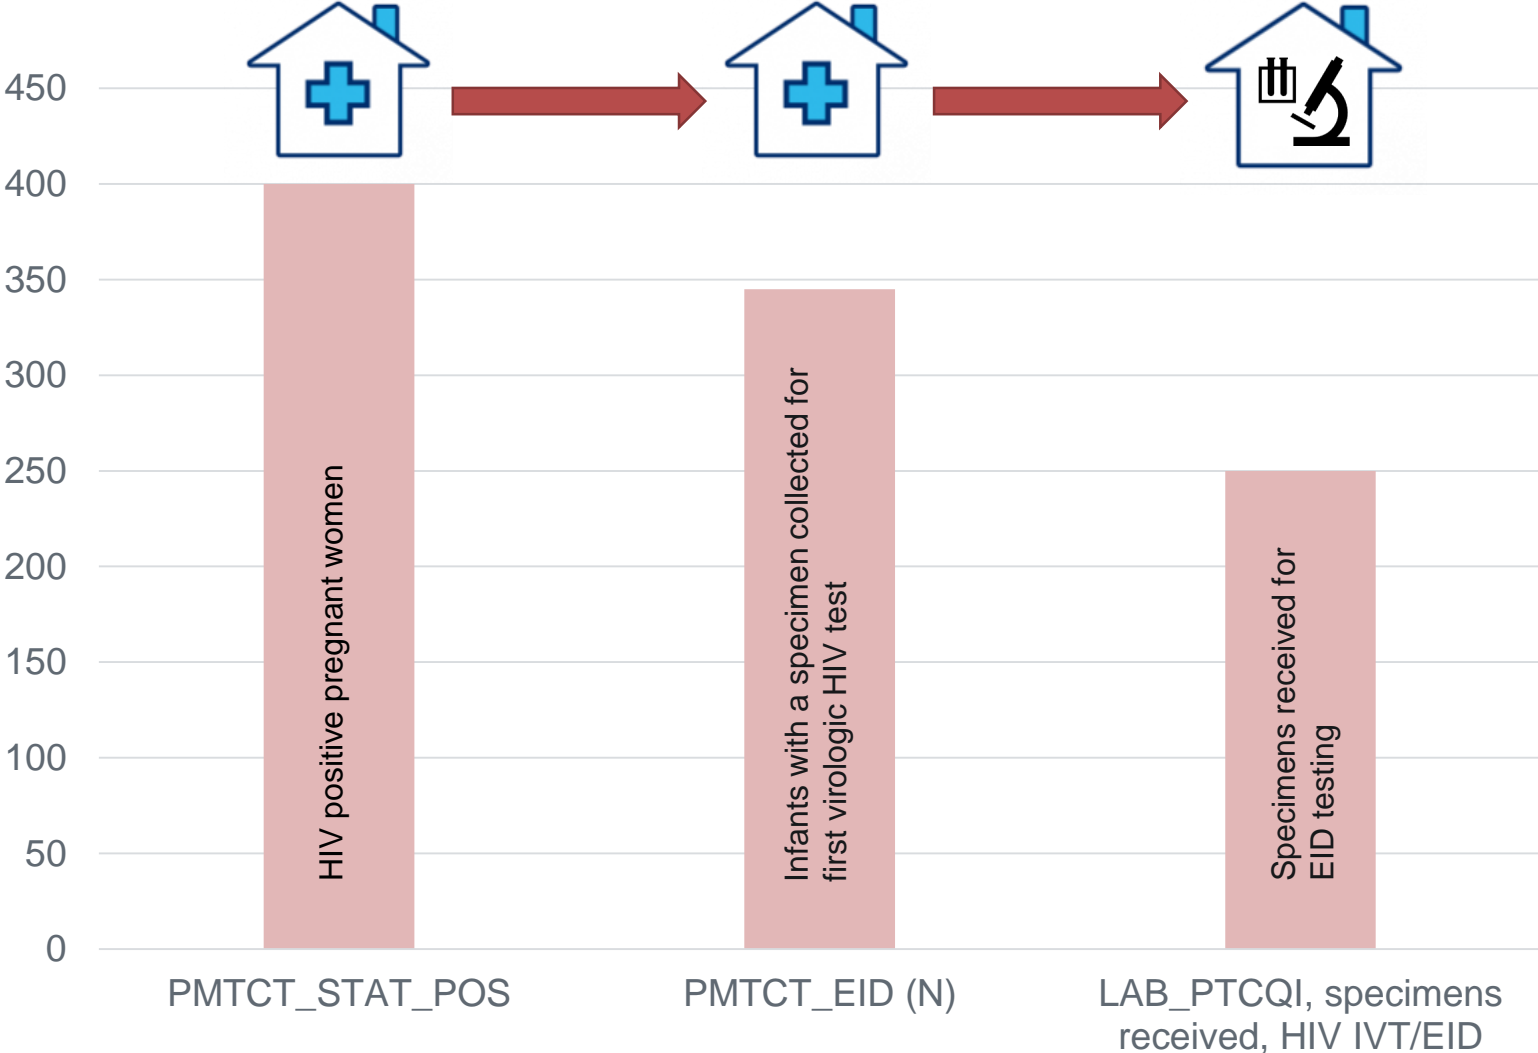 450
400
350
300
250
200
150
100
50
0
HIV positive pregnant women
Infants with a specimen collected for
first virologic HIV test
Specimens received for
EID testing
PMTCT_STAT_POS
PMTCT_EID (N)
LAB_PTCQI, specimens
received, HIV IVT/EID